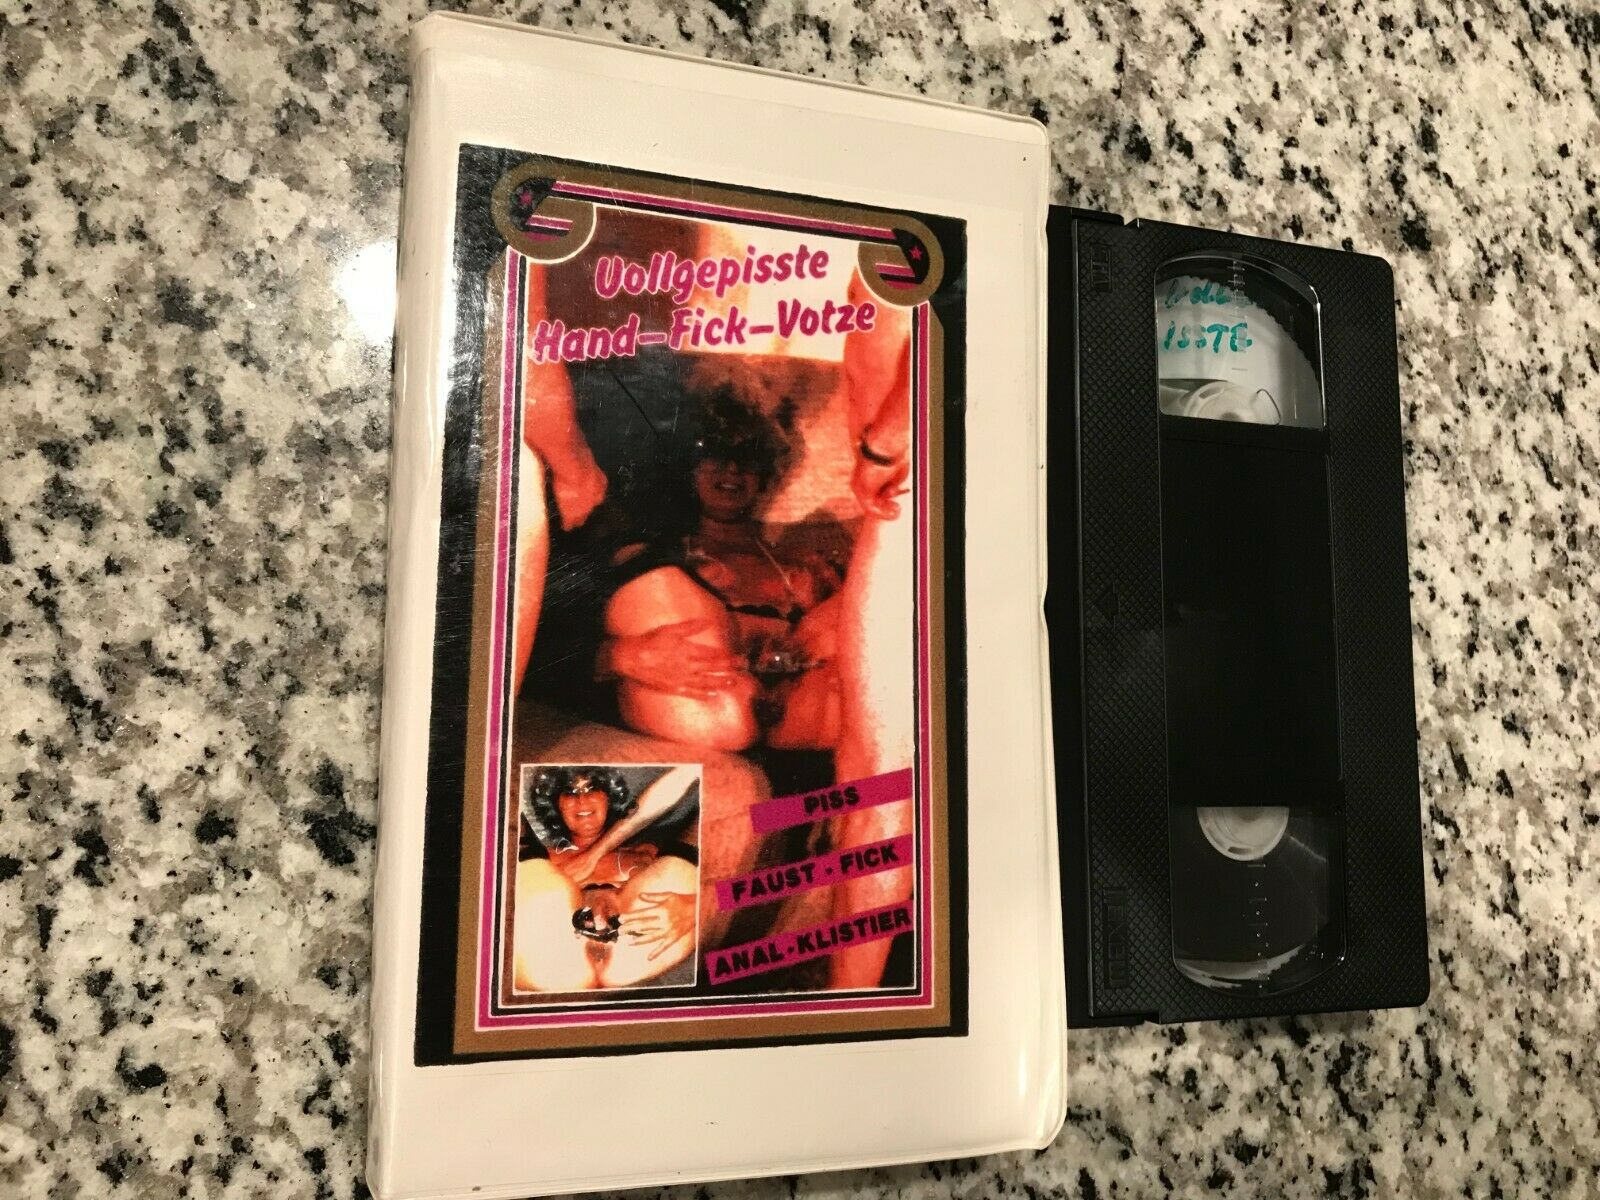 Vollgepisste
Hand-Fick-Votze
PISS
FAUST · FICK
ANAL · KLISTIER
ISSTE